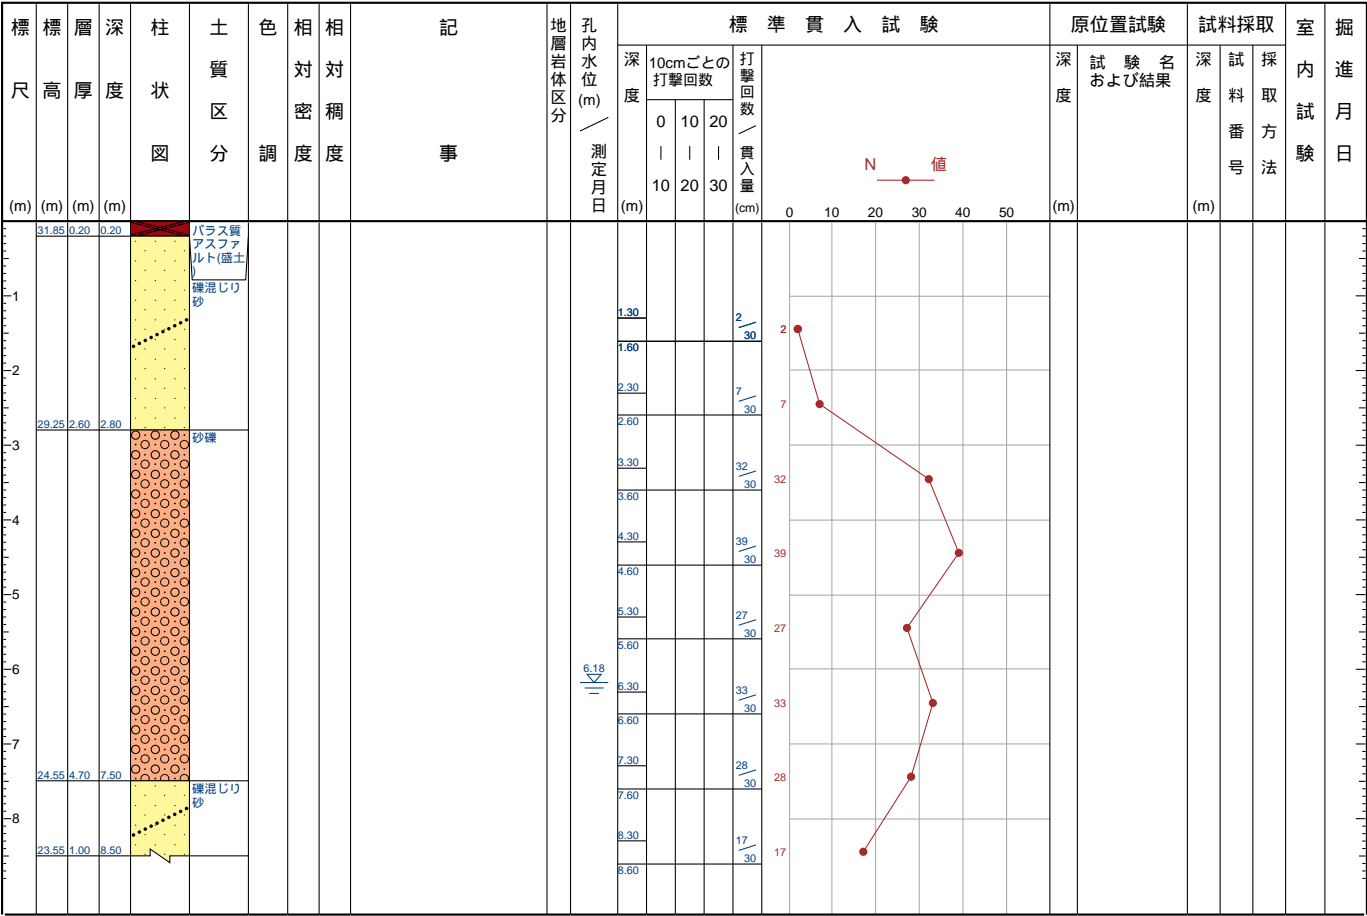 標尺
(m)
標高
(m)
層厚
(m)
深度
(m)
柱状図
土質区分
色調
相対密度
相対稠度
記事
地層岩体区分
孔内水位(m)／測定月日
標準貫入試験
深度
(m)
10cmごとの
打撃回数
0
|
10
10
|
20
20
|
30
打撃回数／貫入量
(cm)
N 値
0 10 20 30 40 50
原位置試験
深度
(m)
試験名
および結果
試料採取
深度
(m)
試料番号
採取方法
室内試験
掘進月日
31.85 0.20 0.20
バラス質
アスファ
ルト(盛土
)
礫混じり
砂
1
1.30
2/30
2
1.60
2
2.30
7/30
7
2.60
29.25 2.60 2.80
砂礫
3
3.30
32/30
32
3.60
4
4.30
39/30
39
4.60
5
5.30
27/30
27
5.60
6
6.18
6.30
33/30
33
6.60
7
7.30
28/30
28
24.55 4.70 7.50
礫混じり
砂
7.60
8
8.30
17/30
17
23.55 1.00 8.50
8.60